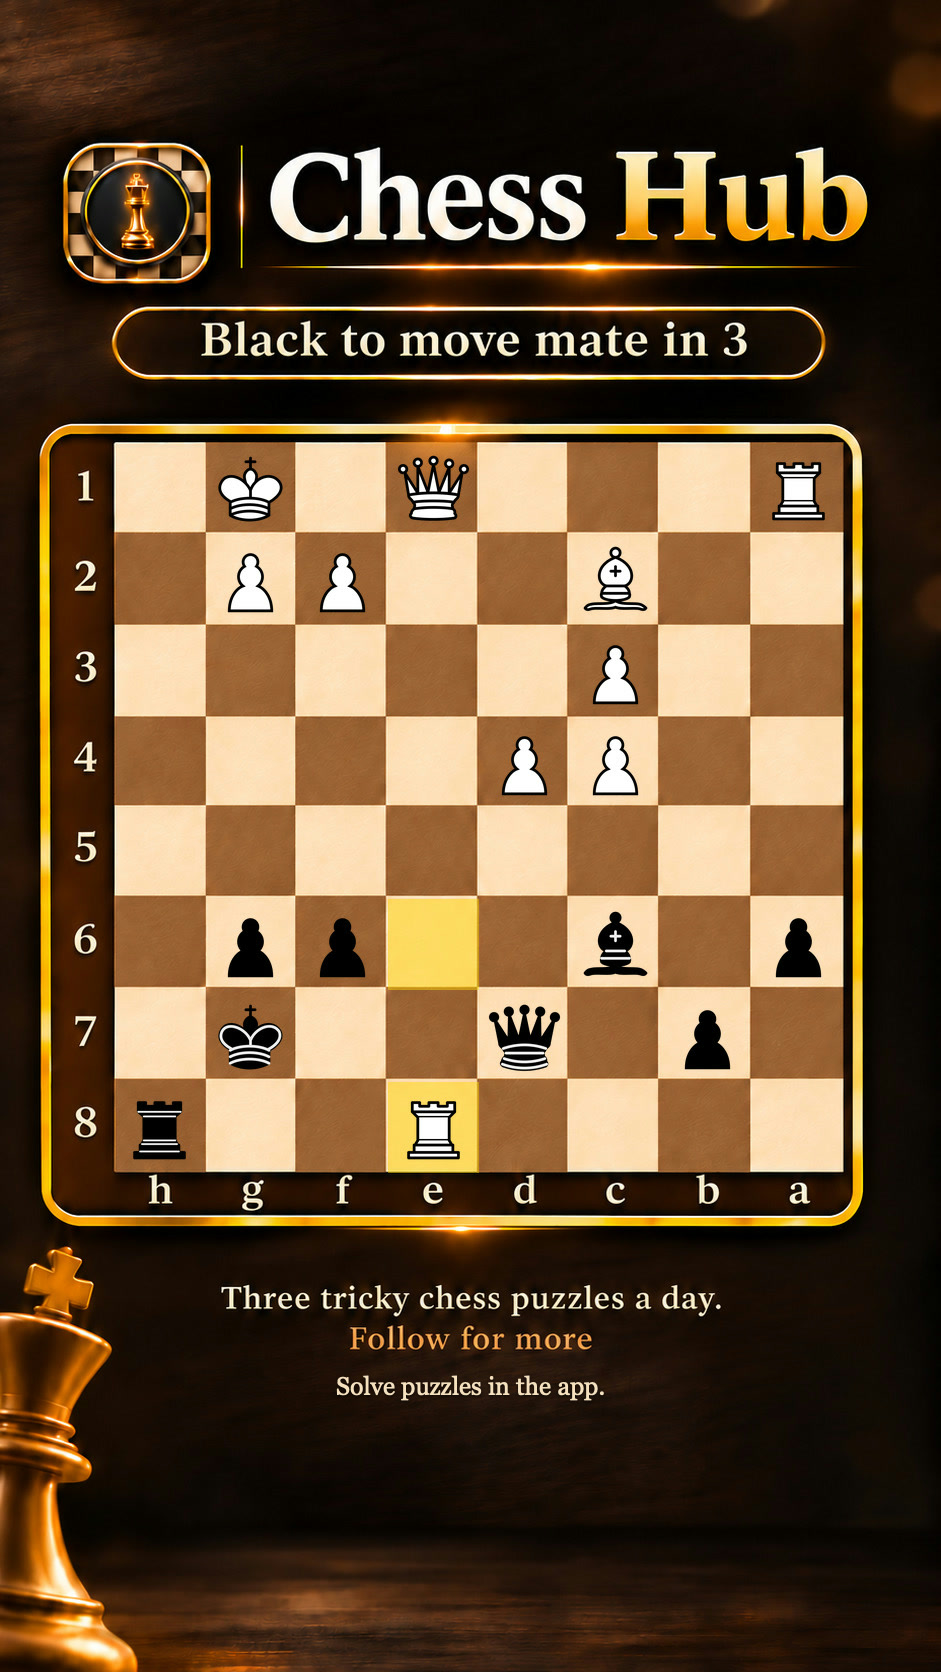 Chess Hub
Black to move mate in 3
1
2
3
4
5
6
7
8
h g f e d c b a
Three tricky chess puzzles a day.
Follow for more
Solve puzzles in the app.